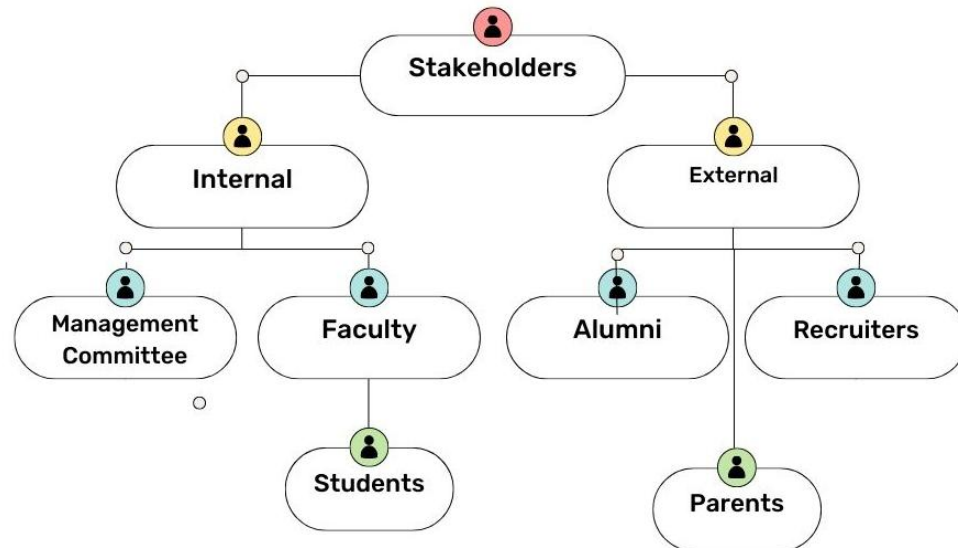 Stakeholders
Internal
External
Management
Committee
Faculty
Alumni
Recruiters
Students
Parents